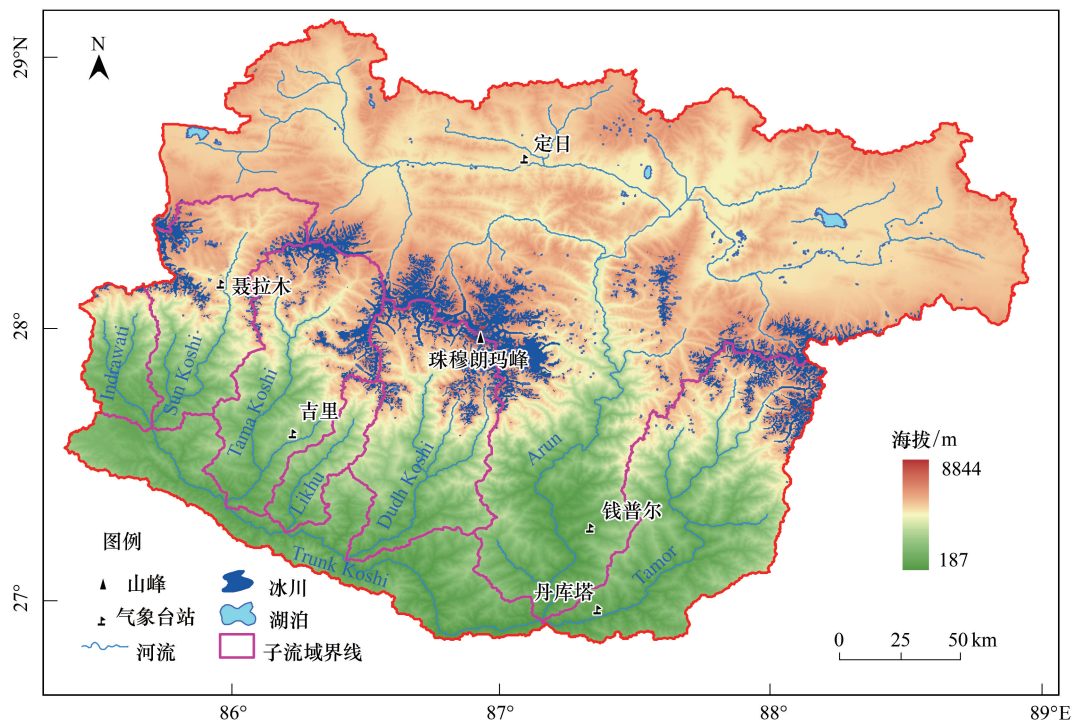 29°N
N
定日
聂拉木
28°
珠穆朗玛峰
Indrawati
Sun Koshi
Tama Koshi
吉里
Likhu
Dudh Koshi
Arun
海拔/m
8844
187
钱普尔
Trunk Koshi
Tamor
丹库塔
27°
图例
山峰
冰川
气象台站
湖泊
河流
子流域界线
0 25 50 km
86° 87° 88° 89°E